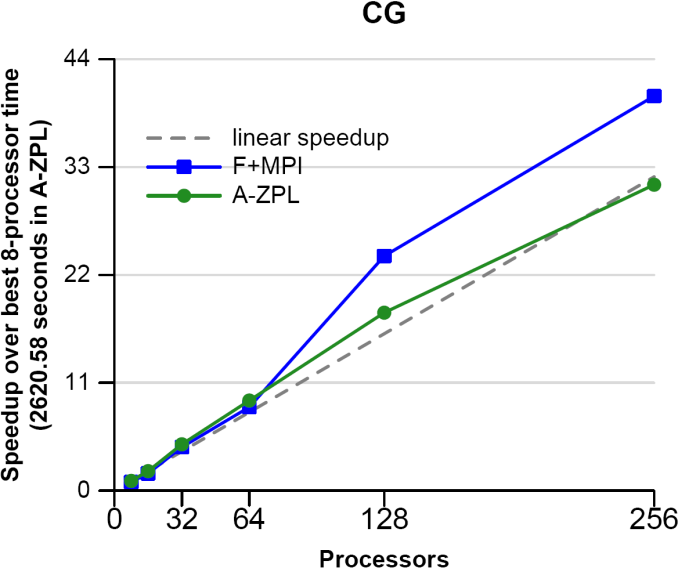 CG
Speedup over best 8-processor time
(2620.58 seconds in A-ZPL)
44
33
22
11
0
linear speedup
F+MPI
A-ZPL
0
32
64
128
256
Processors